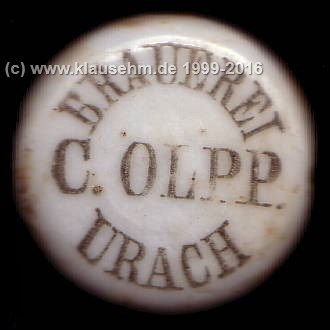 (c) www.klausehm.de 1999-2016
BRAUEREI
C. OLPP.
URACH